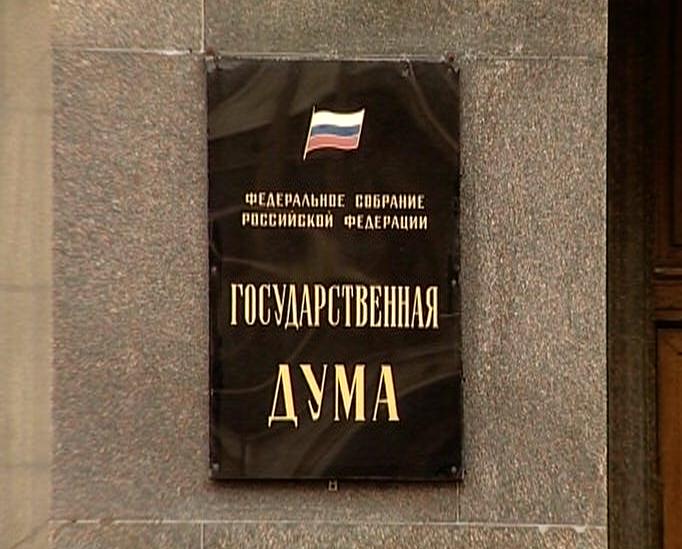 ФЕДЕРАЛЬНОЕ СОБРАНИЕ
РОССИЙСКОЙ ФЕДЕРАЦИИ
ГОСУДАРСТВЕННАЯ
ДУМА